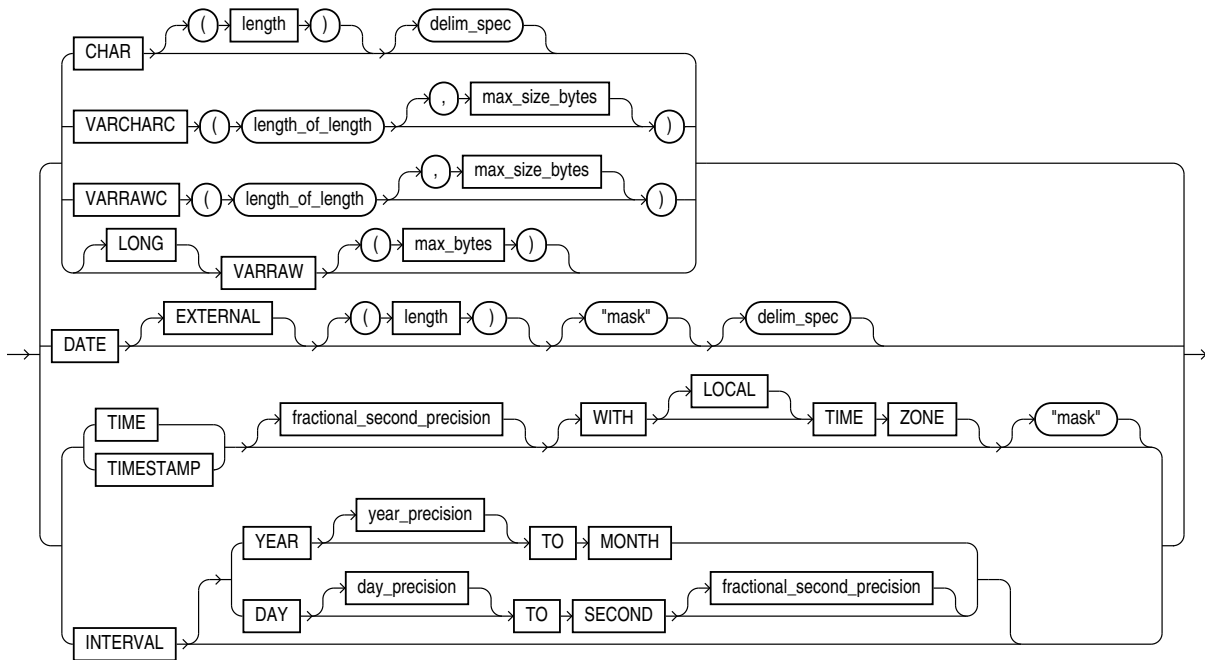 ( length ) delim_spec
CHAR
, max_size_bytes
VARCHARC ( length_of_length )
, max_size_bytes
VARRAWC ( length_of_length )
LONG ( max_bytes )
VARRAW
EXTERNAL ( length ) "mask" delim_spec
DATE
LOCAL
TIME fractional_second_precision WITH TIME ZONE "mask"
TIMESTAMP
year_precision
YEAR TO MONTH
day_precision fractional_second_precision
DAY TO SECOND
INTERVAL